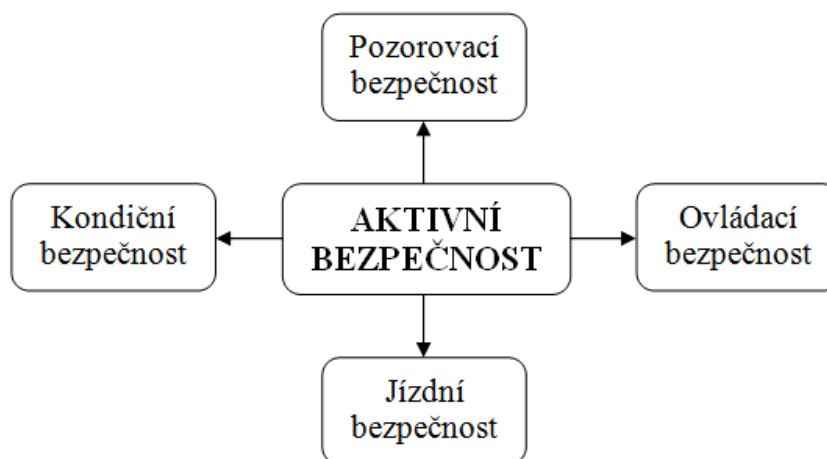 Pozorovací
bezpečnost
Kondiční
bezpečnost
AKTIVNÍ
BEZPEČNOST
Ovládací
bezpečnost
Jízdní
bezpečnost